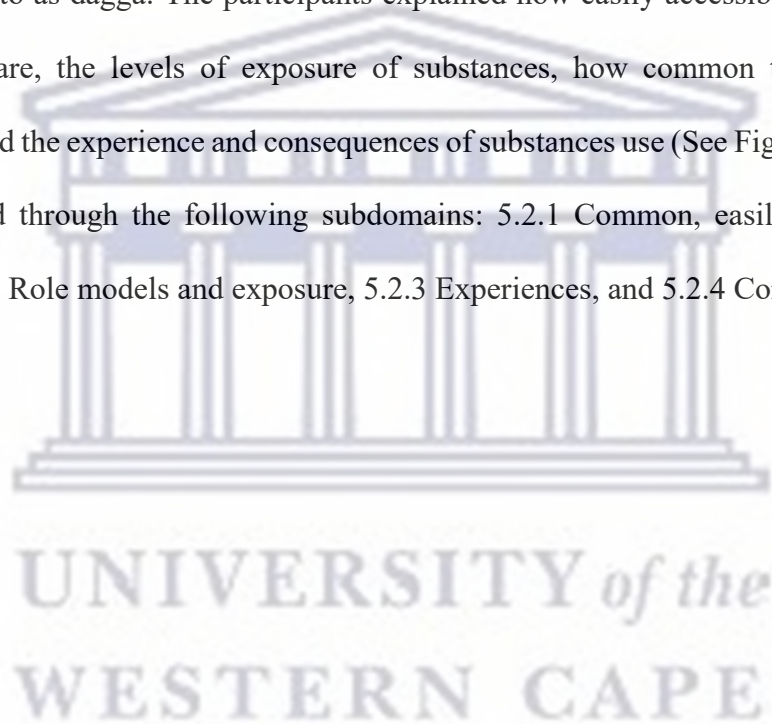 to as dagga. The participants explained how easily accessib
are, the levels of exposure of substances, how common
d the experience and consequences of substances use (See Fig
d through the following subdomains: 5.2.1 Common, easil
Role models and exposure, 5.2.3 Experiences, and 5.2.4 Co
UNIVERSITY of the
WESTERN CAPE